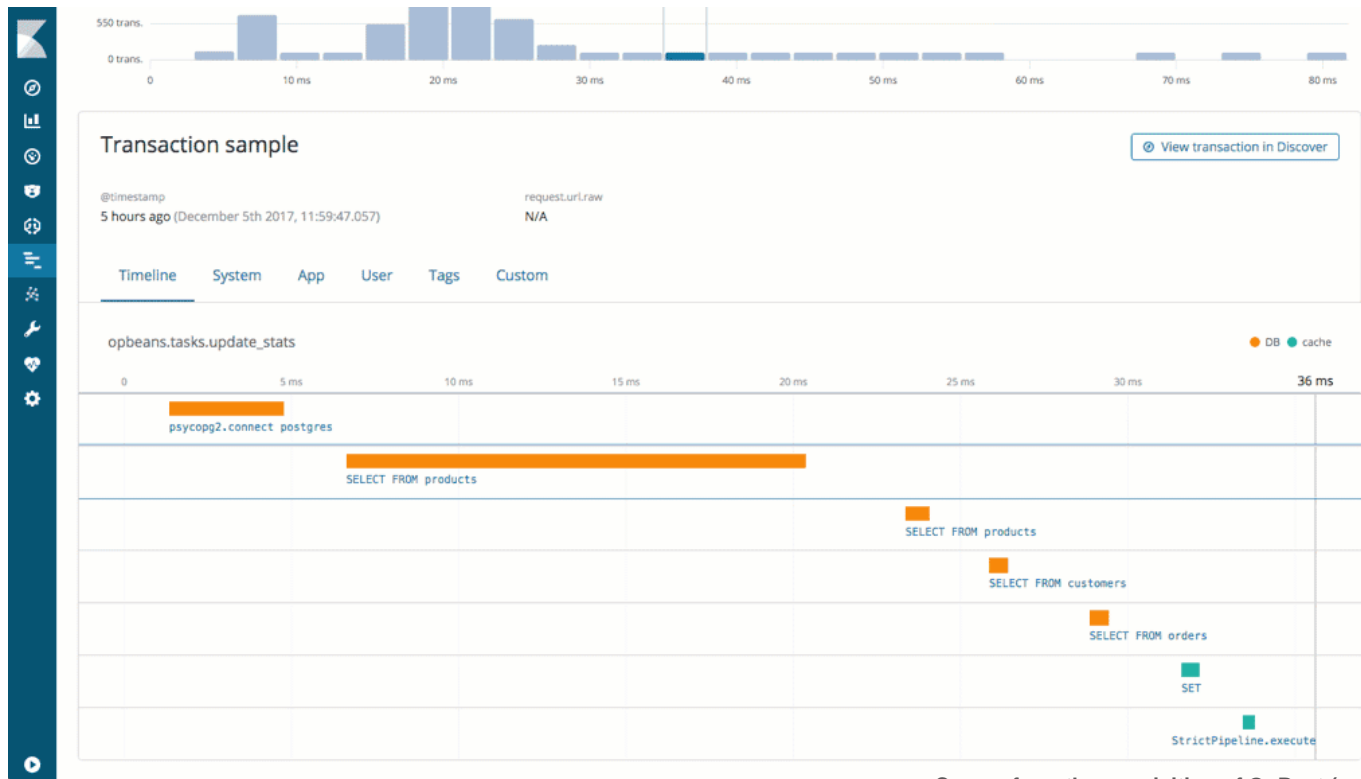 550 trans.
0 trans.
0 10 ms 20 ms 30 ms 40 ms 50 ms 60 ms 70 ms 80 ms
Transaction sample
View transaction in Discover
@timestamp request.url.raw
5 hours ago (December 5th 2017, 11:59:47.057) N/A
Timeline System App User Tags Custom
opbeans.tasks.update_stats DB cache
0 5 ms 10 ms 15 ms 20 ms 25 ms 30 ms 36 ms
psycopg2.connect postgres
SELECT FROM products
SELECT FROM products
SELECT FROM customers
SELECT FROM orders
SET
StrictPipeline.execute